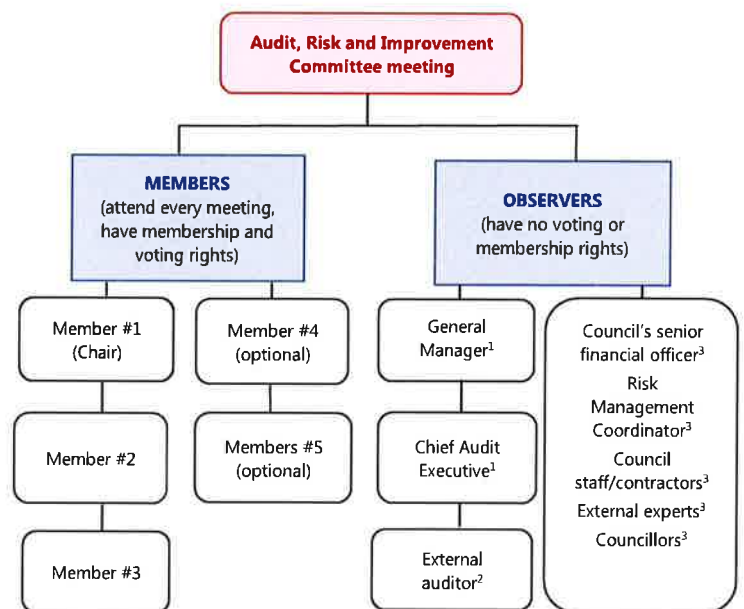 Audit, Risk and Improvement
Committee meeting
MEMBERS
(attend every meeting,
have membership and
voting rights)
OBSERVERS
(have no voting or
membership rights)
Member #1
(Chair)
Member #2
Member #3
Member #4
(optional)
Members #5
(optional)
General
Manager¹
Chief Audit
Executive¹
External
auditor²
Council's senior
financial officer³
Risk
Management
Coordinator³
Council
staff/contractors³
External experts³
Councillors³